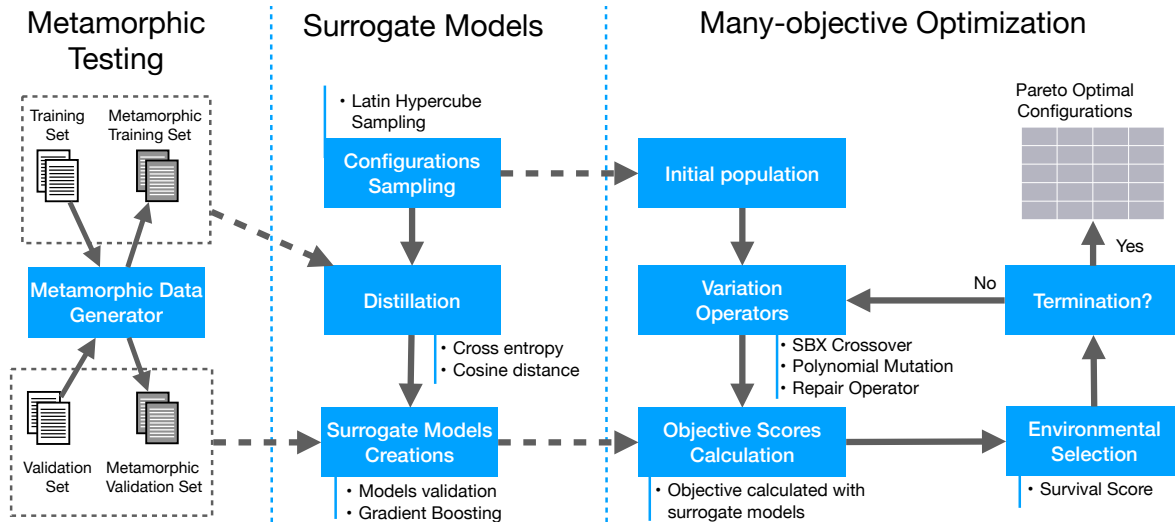 Metamorphic
Testing
Training
Set
Metamorphic
Training Set
Metamorphic Data
Generator
Validation
Set
Metamorphic
Validation Set
Surrogate Models
• Latin Hypercube
Sampling
Configurations
Sampling
Distillation
• Cross entropy
• Cosine distance
Surrogate Models
Creations
• Models validation
• Gradient Boosting
Many-objective Optimization
Initial population
Variation
Operators
• SBX Crossover
• Polynomial Mutation
• Repair Operator
Objective Scores
Calculation
• Objective calculated with
surrogate models
Pareto Optimal
Configurations
Yes
No
Termination?
Environmental
Selection
• Survival Score